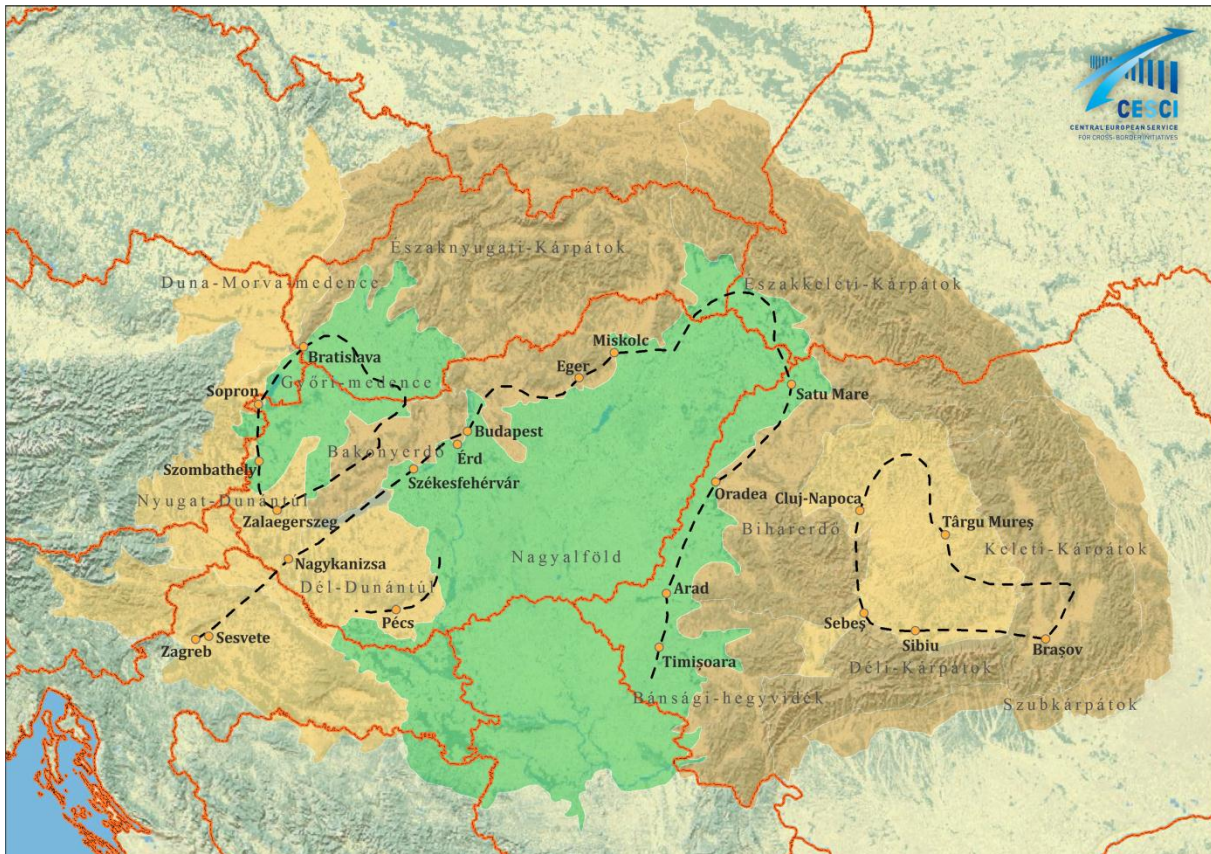 CESCI
CENTRAL EUROPEAN SERVICE
FOR CROSS-BORDER INITIATIVES
Északnyugati-Kárpátok
Duna-Morva-medence
Északkeleti-Kárpátok
Bratislava
Miskolc
Eger
Győri-medence
Sopron
Satu Mare
Budapest
Érd
Bakonyerdő
Szombathely
Székesfehérvár
Oradea
Nyugat-Dunántúl
Cluj-Napoca
Zalaegerszeg
Biharerdő
Târgu Mureș
Keleti-Károátok
Nagyalföld
Nagykanizsa
Dél-Dunántúl
Arad
Pécs
Sebeș
Sesvete
Zagreb
Sibiu
Brașov
Timișoara
Déli-Kárpátok
Bánsági-hegyvidék
Szubkárpátok